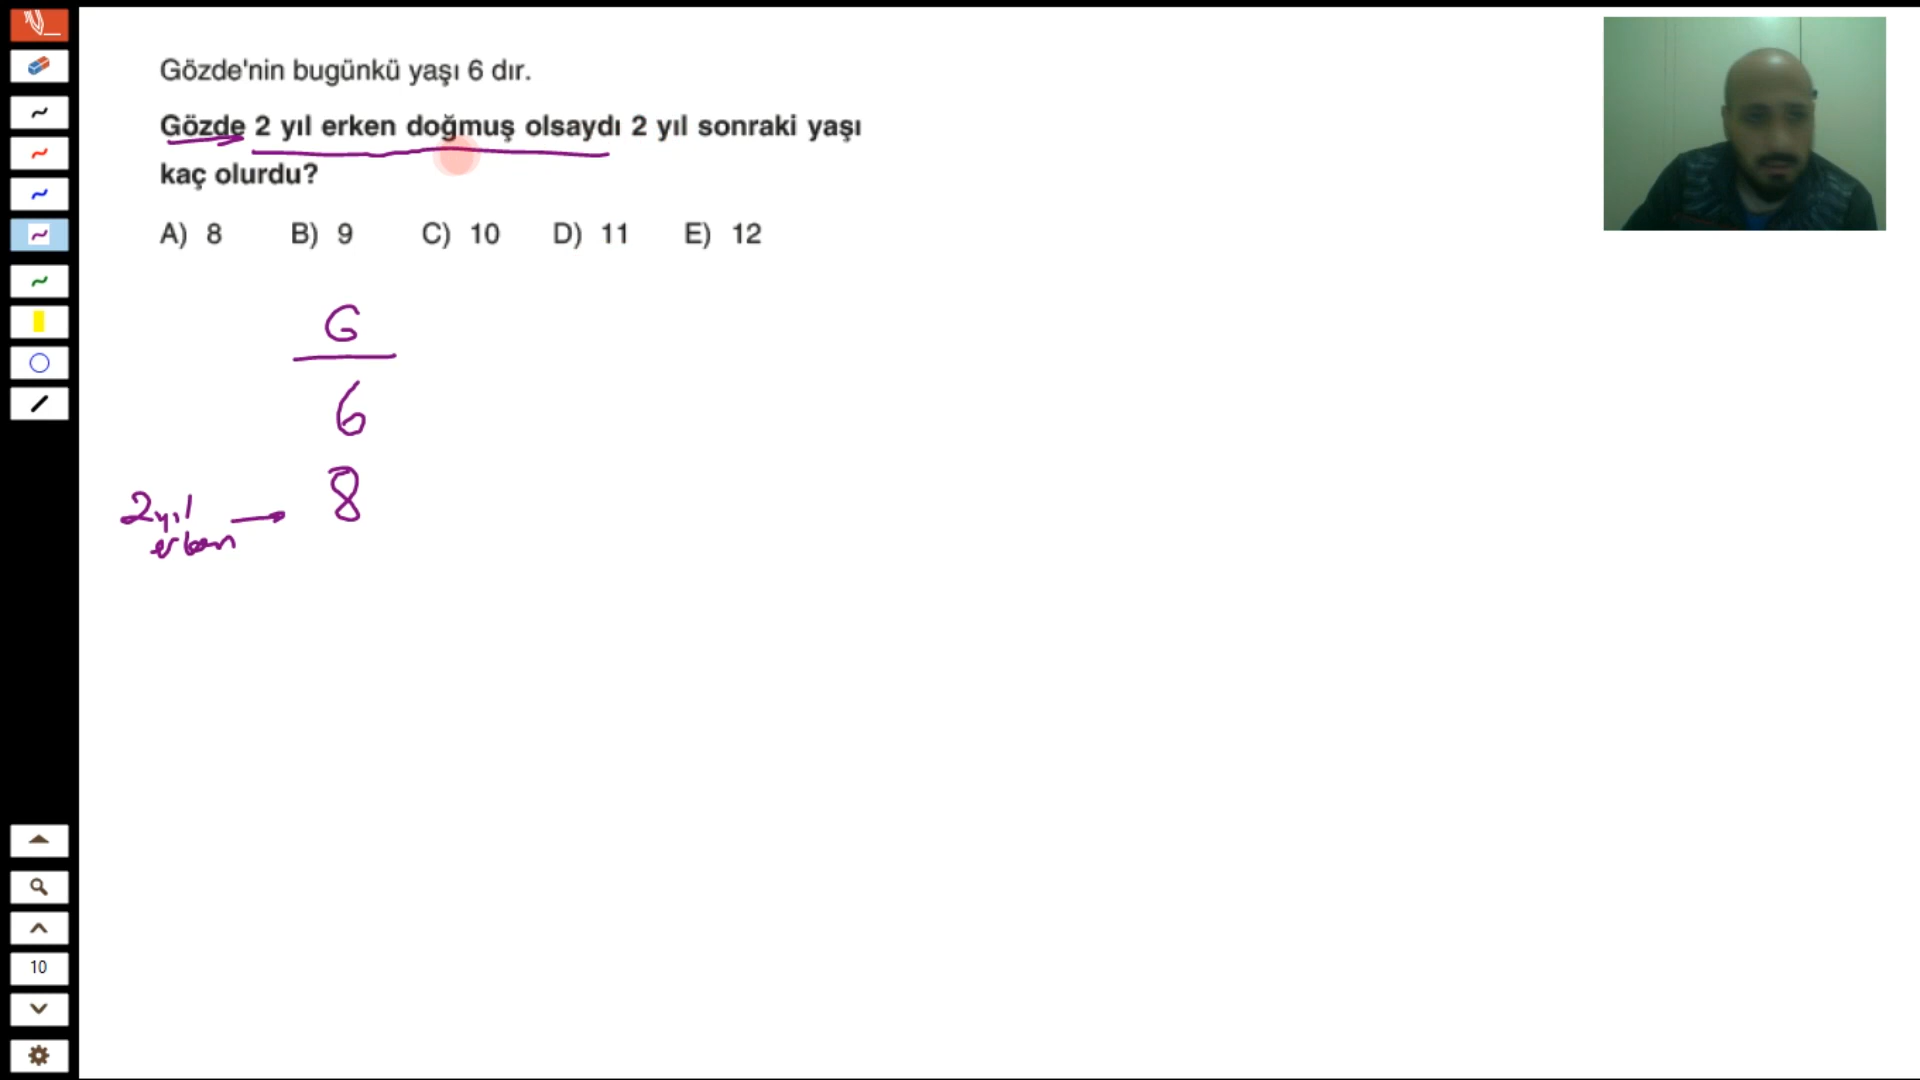 Gözde'nin bugünkü yaşı 6 dır.
Gözde 2 yıl erken doğmuş olsaydı 2 yıl sonraki yaşı
kaç olurdu?
A) 8 B) 9 C) 10 D) 11 E) 12
G
6
8
2 yıl
erken
10